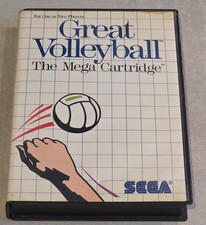 For One or Two Players
Great
Volleyball
The Mega Cartridge™
SEGA